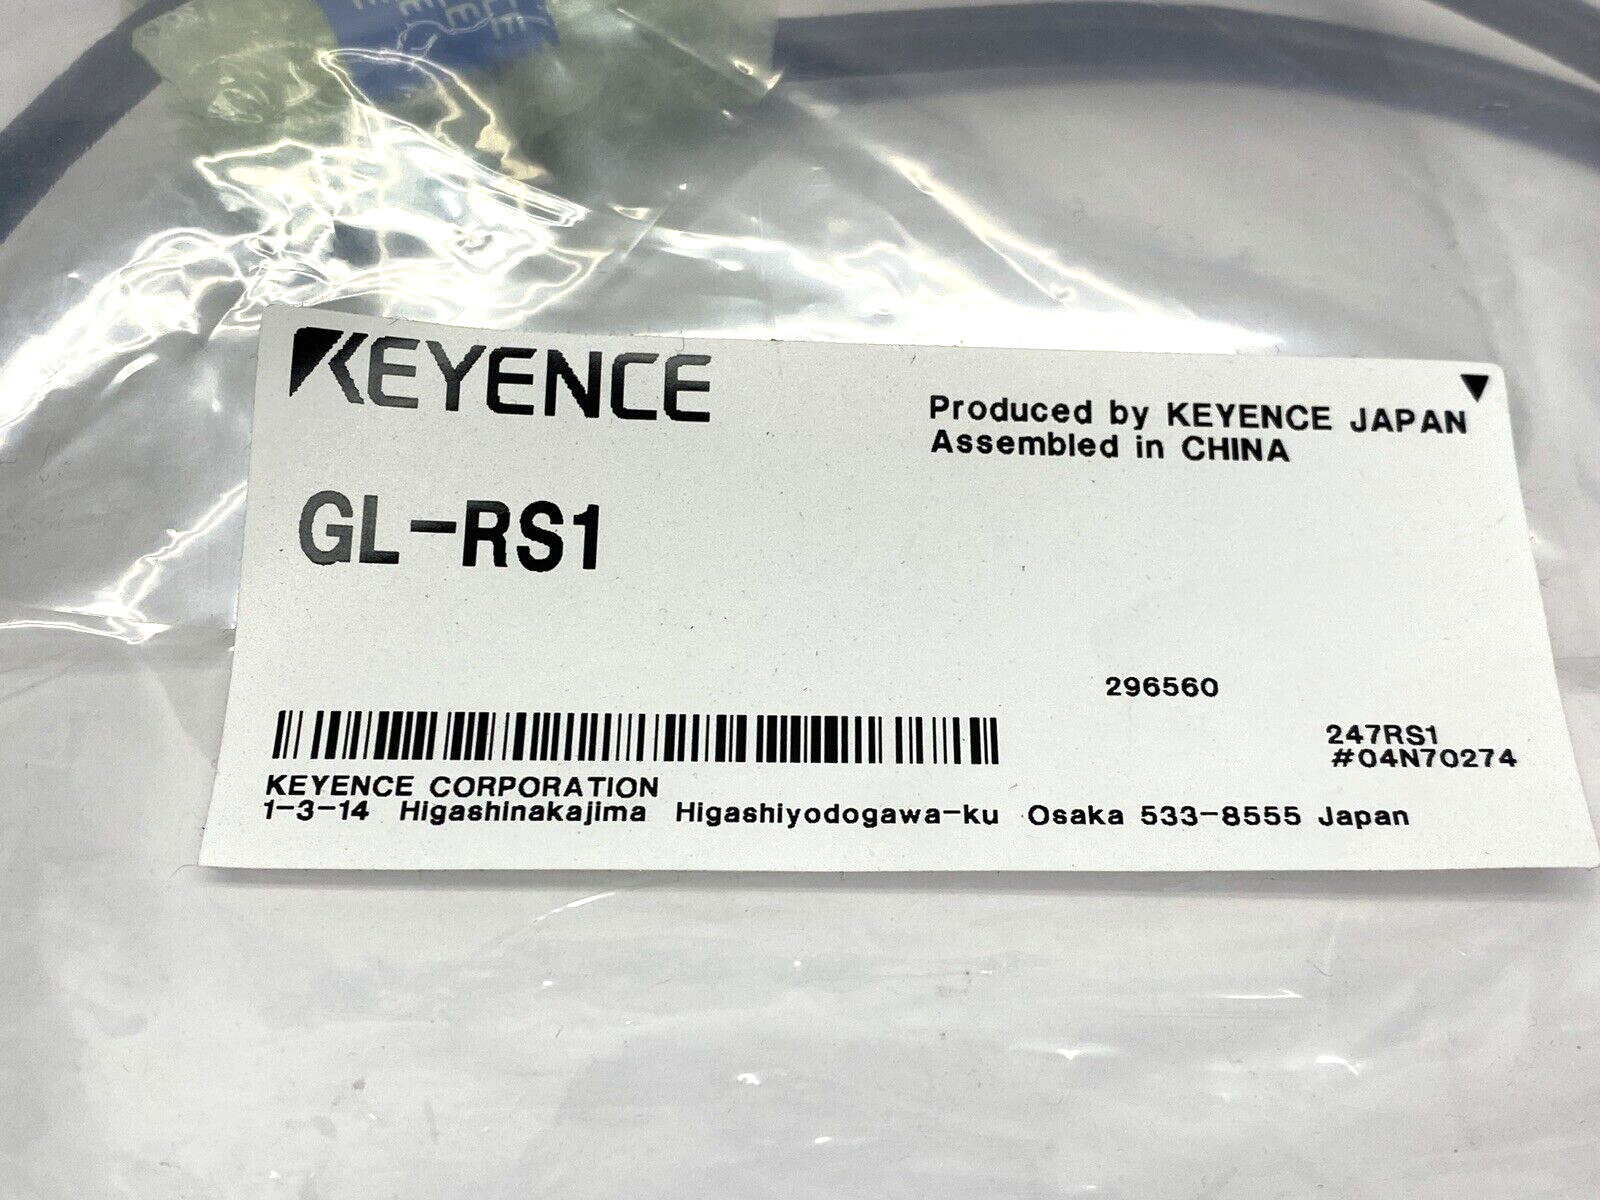 KEYENCE
Produced by KEYENCE JAPAN
Assembled in CHINA
GL-RS1
296560
247RS1
#04N70274
KEYENCE CORPORATION
1-3-14 Higashinakajima Higashiyodogawa-ku Osaka 533-8555 Japan